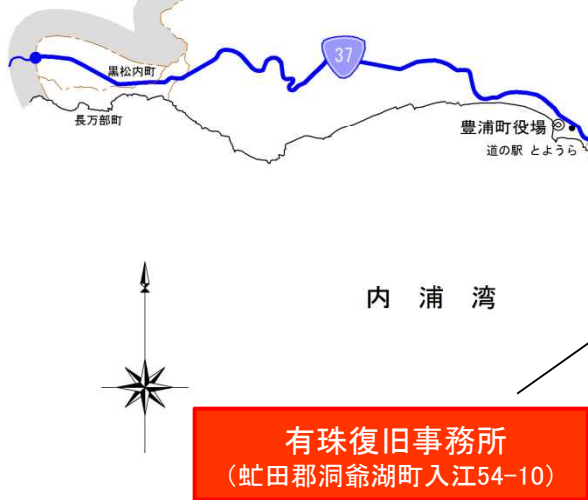 37
黒松内町
長万部町
豊浦町役場
道の駅 とようら
内 浦 湾
有珠復旧事務所
(虻田郡洞爺湖町入江54-10)